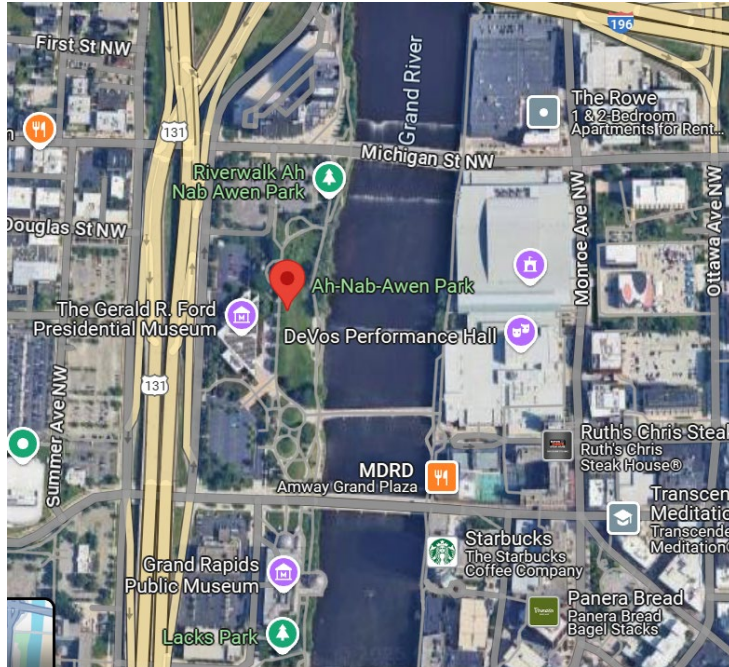 196
First St NW
Grand River
The Rowe
1 & 2-Bedroom
Apartments for Rent...
131
Michigan St NW
Riverwalk Ah
Nab Awen Park
Douglas St NW
Monroe Ave NW
Ottawa Ave NW
Ah-Nab-Awen Park
The Gerald R. Ford
Presidential Museum
DeVos Performance Hall
131
Summer Ave NW
Ruth's Chris Steak
Ruth's Chris
Steak House®
MDRD
Amway Grand Plaza
Transcen
Meditatio
Transcende
Meditation®
Starbucks
The Starbucks
Coffee Company
Grand Rapids
Public Museum
Panera Bread
Panera Bread
Bagel Stacks
Lacks Park